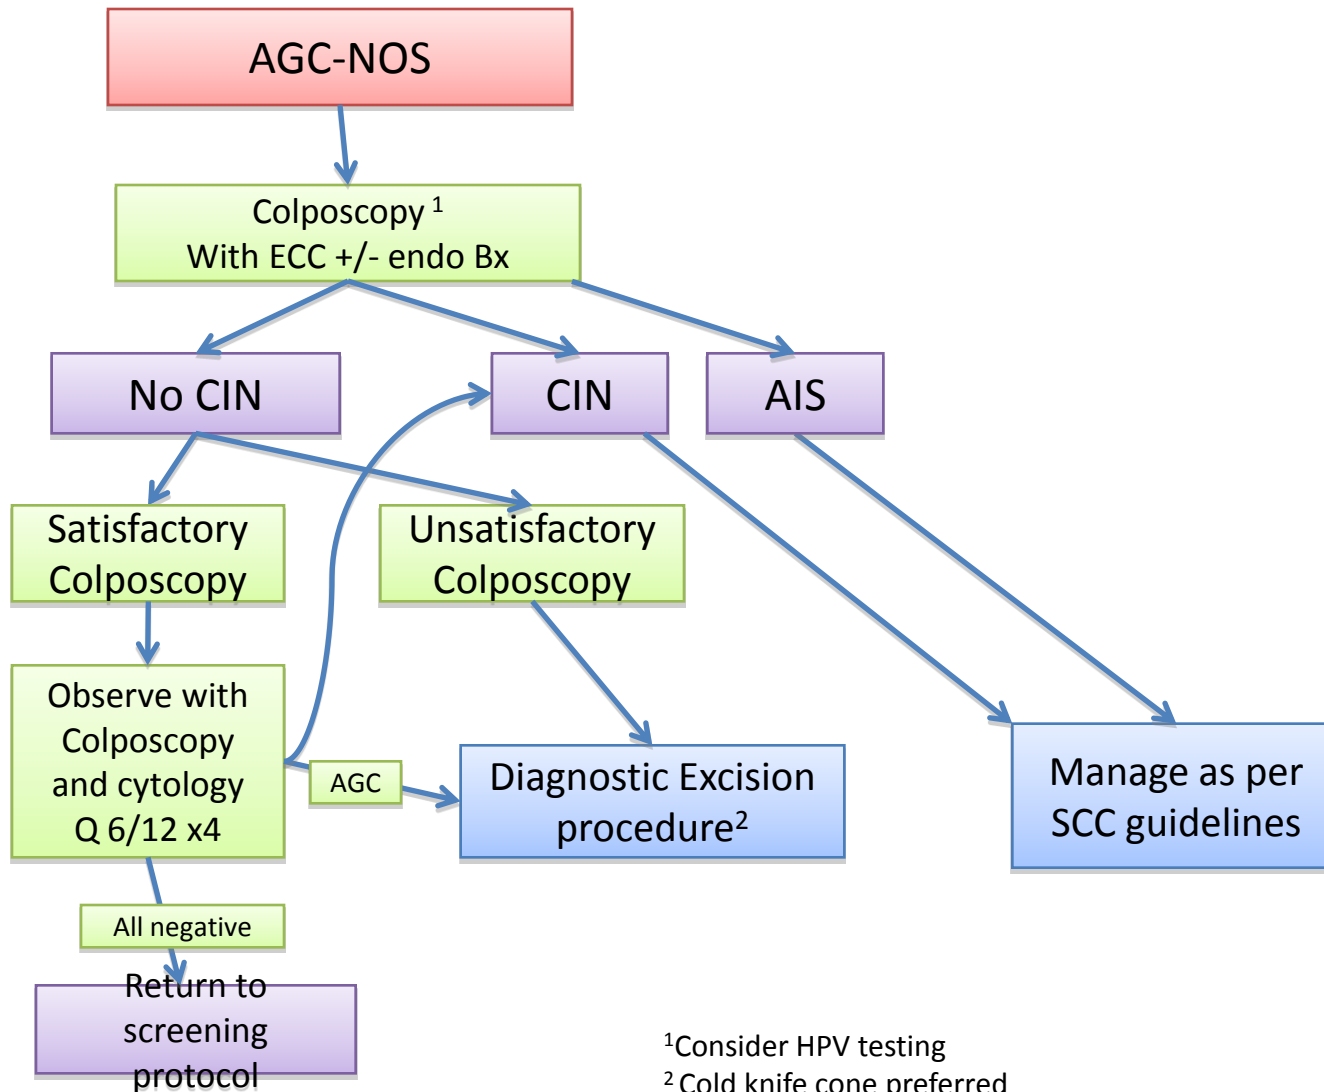 AGC-NOS
Colposcopy 1
With ECC +/- endo Bx
No CIN
CIN
AIS
Satisfactory
Colposcopy
Unsatisfactory
Colposcopy
Observe with
Colposcopy
and cytology
Q 6/12 x4
AGC
Diagnostic Excision
procedure2
Manage as per
SCC guidelines
All negative
Return to
screening
protocol
1Consider HPV testing
2 Cold knife cone preferred